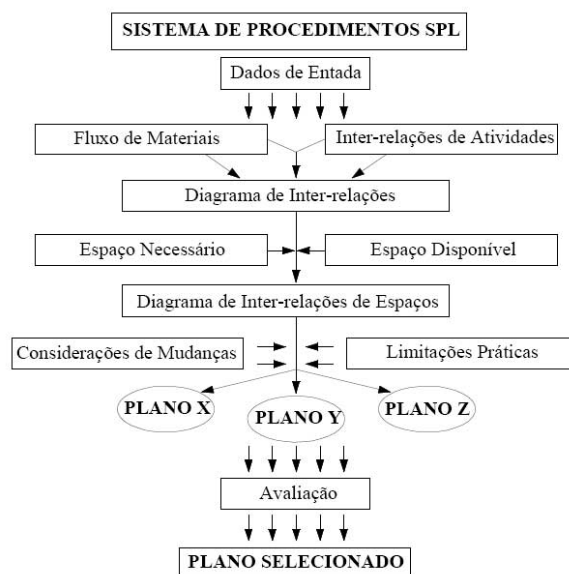 SISTEMA DE PROCEDIMENTOS SPL
Dados de Entada
Fluxo de Materiais
Inter-relações de Atividades
Diagrama de Inter-relações
Espaço Necessário
Espaço Disponível
Diagrama de Inter-relações de Espaços
Considerações de Mudanças
Limitações Práticas
PLANO X
PLANO Y
PLANO Z
Avaliação
PLANO SELECIONADO